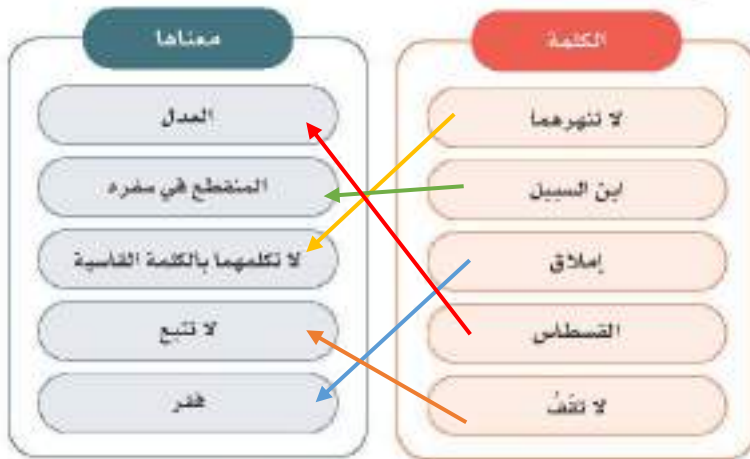 الكلمة
معناها
لا تنهرهما
العدل
ابن السبيل
المنقطع في سفره
إملاق
لا تكلمهما بالكلمة القاسية
القسطاس
لا تتبع
لا تقفُ
فقر